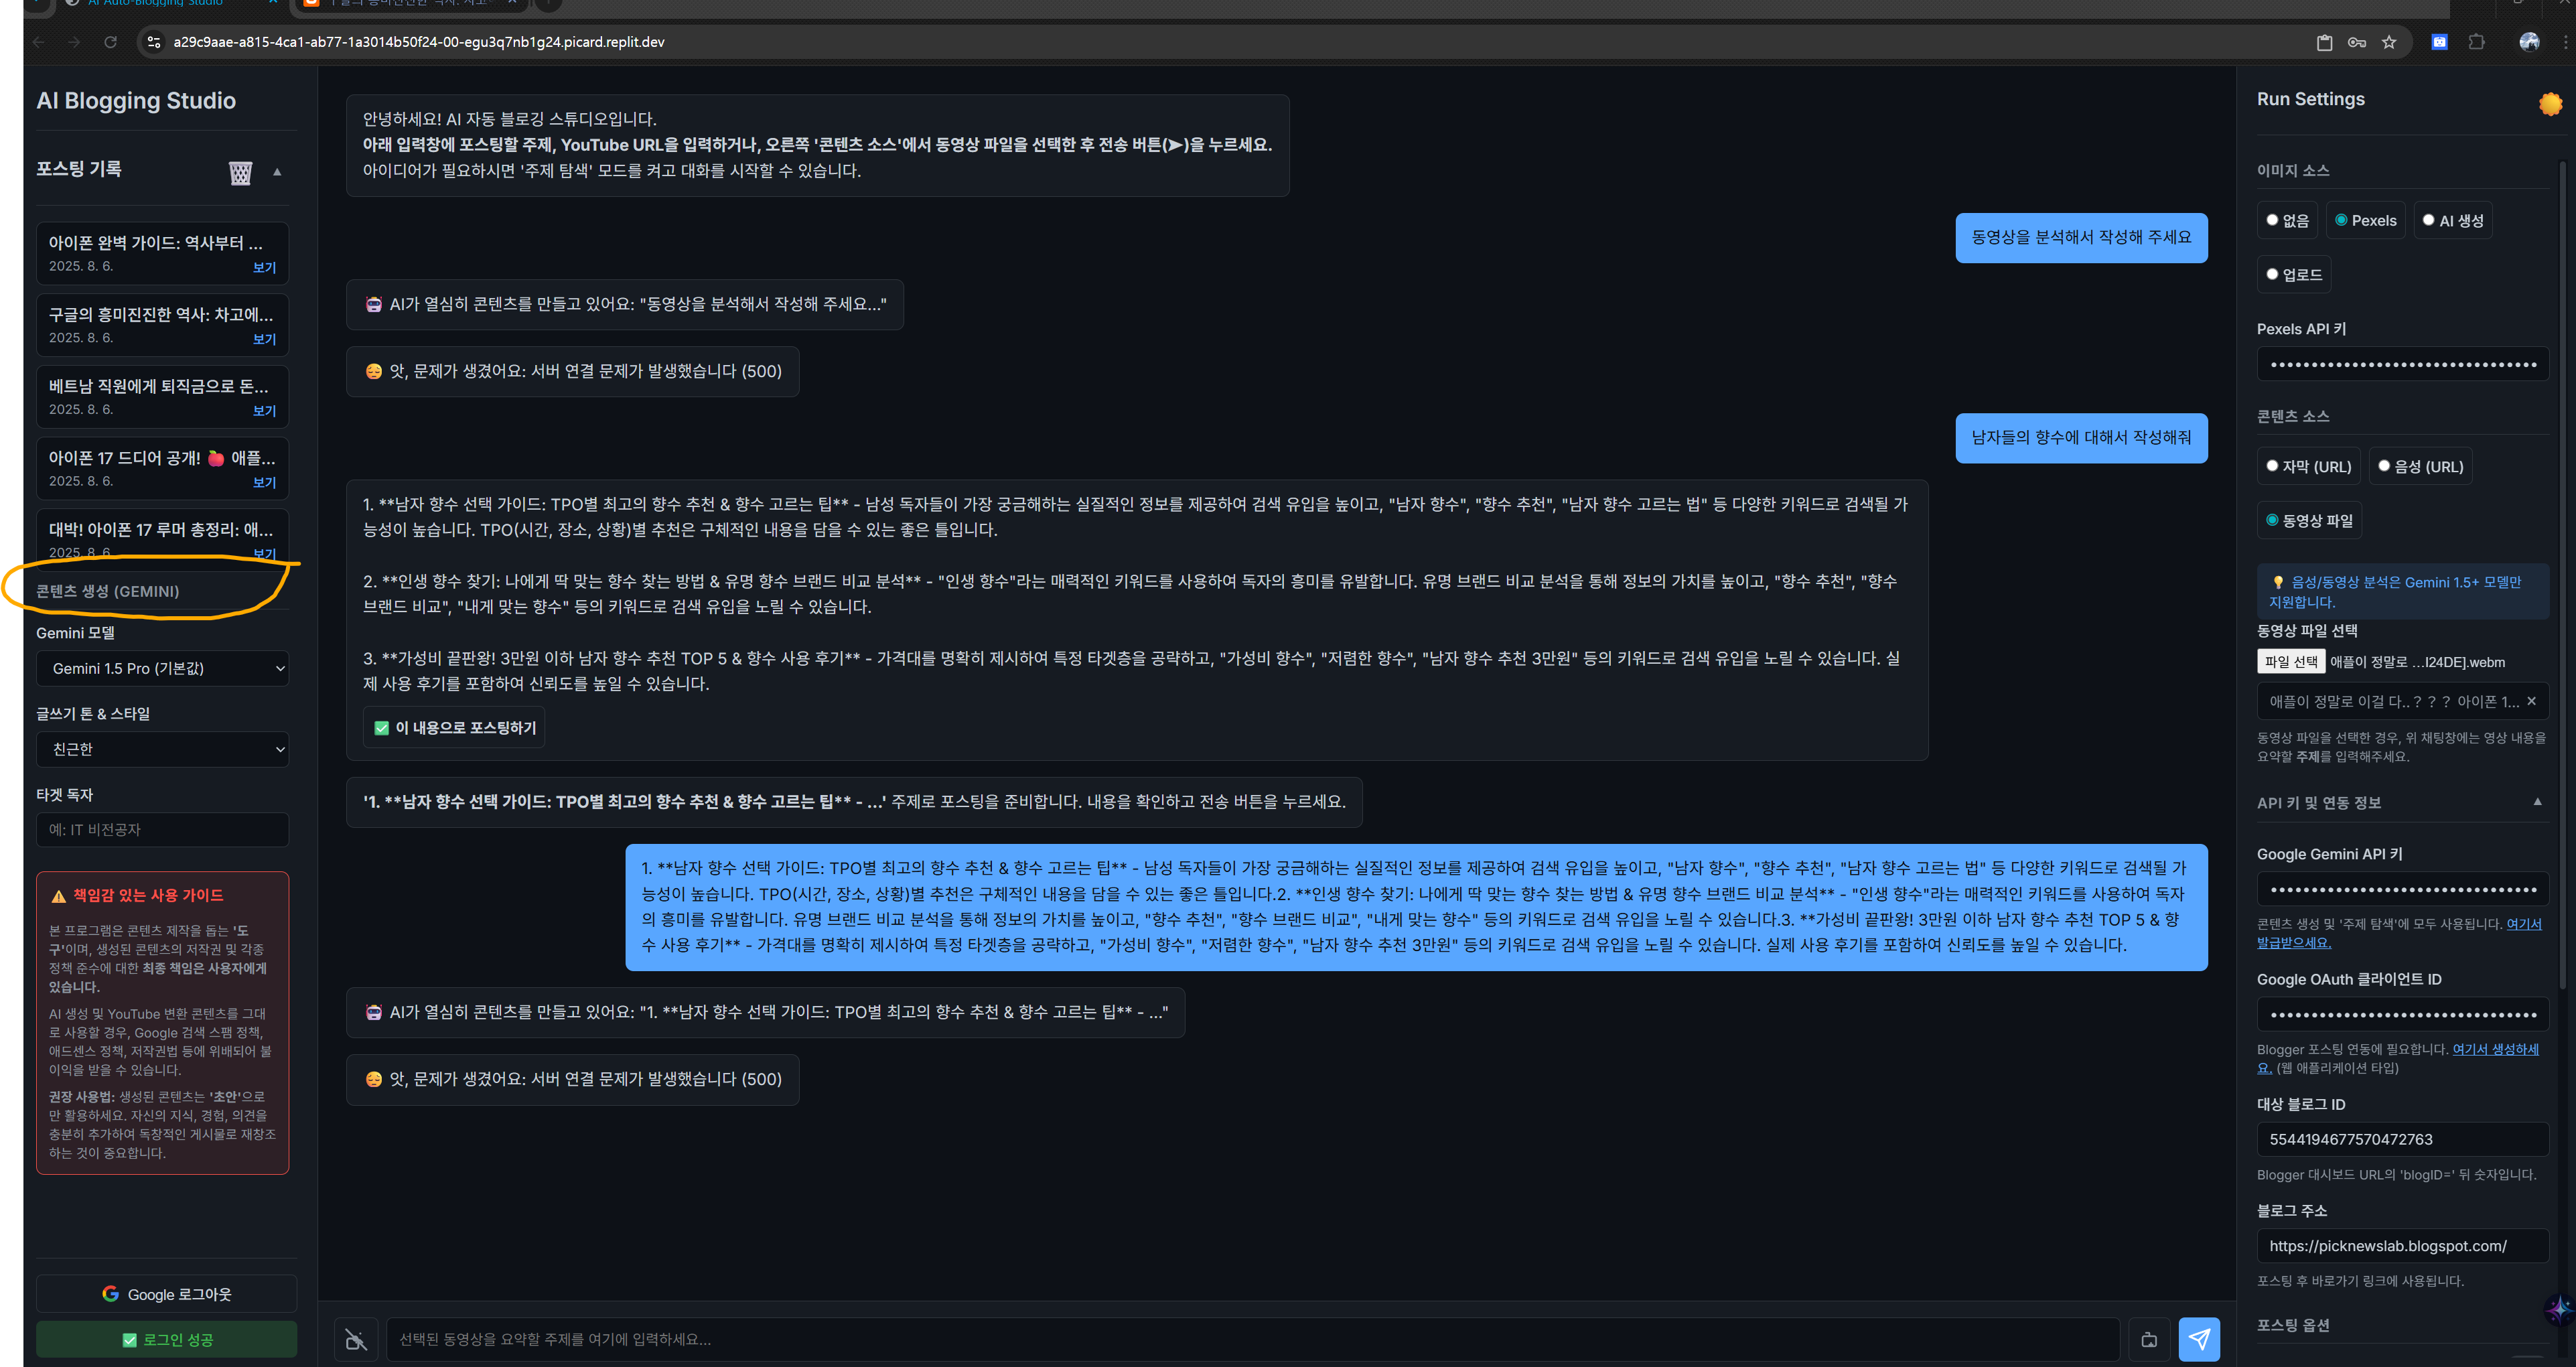 AI Auto-Blogging Studio
a29c9aae-a815-4ca1-ab77-1a3014b50f24-00-egu3q7nb1g24.picard.replit.dev
AI Blogging Studio
포스팅 기록
아이폰 완벽 가이드: 역사부터 ...
2025. 8. 6.
보기
구글의 흥미진진한 역사: 차고에...
2025. 8. 6.
보기
베트남 직원에게 퇴직금으로 돈...
2025. 8. 6.
보기
아이폰 17 드디어 공개! 🍎 애플...
2025. 8. 6.
보기
대박! 아이폰 17 루머 총정리: 애...
2025. 8. 6.
보기
콘텐츠 생성 (GEMINI)
Gemini 모델
Gemini 1.5 Pro (기본값)
글쓰기 톤 & 스타일
친근한
타겟 독자
예: IT 비전공자
⚠️ 책임감 있는 사용 가이드
본 프로그램은 콘텐츠 제작을 돕는 '도
구'이며, 생성된 콘텐츠의 저작권 및 각종
정책 준수에 대한 최종 책임은 사용자에게
있습니다.
AI 생성 및 YouTube 변환 콘텐츠를 그대
로 사용할 경우, Google 검색 스팸 정책,
애드센스 정책, 저작권법 등에 위배되어 불
이익을 받을 수 있습니다.
권장 사용법: 생성된 콘텐츠는 '초안'으로
만 활용하세요. 자신의 지식, 경험, 의견을
충분히 추가하여 독창적인 게시물로 재창조
하는 것이 중요합니다.
Google 로그아웃
✅ 로그인 성공
안녕하세요! AI 자동 블로깅 스튜디오입니다.
아래 입력창에 포스팅할 주제, YouTube URL을 입력하거나, 오른쪽 '콘텐츠 소스'에서 동영상 파일을 선택한 후 전송 버튼(➤)을 누르세요.
아이디어가 필요하시면 '주제 탐색' 모드를 켜고 대화를 시작할 수 있습니다.
동영상을 분석해서 작성해 주세요
🤖 AI가 열심히 콘텐츠를 만들고 있어요: "동영상을 분석해서 작성해 주세요..."
😥 앗, 문제가 생겼어요: 서버 연결 문제가 발생했습니다 (500)
남자들의 향수에 대해서 작성해줘
1. **남자 향수 선택 가이드: TPO별 최고의 향수 추천 & 향수 고르는 팁** - 남성 독자들이 가장 궁금해하는 실질적인 정보를 제공하여 검색 유입을 높이고, "남자 향수", "향수 추천", "남자 향수 고르는 법" 등 다양한 키워드로 검색될 가
능성이 높습니다. TPO(시간, 장소, 상황)별 추천은 구체적인 내용을 담을 수 있는 좋은 틀입니다.
2. **인생 향수 찾기: 나에게 딱 맞는 향수 찾는 방법 & 유명 향수 브랜드 비교 분석** - "인생 향수"라는 매력적인 키워드를 사용하여 독자의 흥미를 유발합니다. 유명 브랜드 비교 분석을 통해 정보의 가치를 높이고, "향수 추천", "향수
브랜드 비교", "내게 맞는 향수" 등의 키워드로 검색 유입을 노릴 수 있습니다.
3. **가성비 끝판왕! 3만원 이하 남자 향수 추천 TOP 5 & 향수 사용 후기** - 가격대를 명확히 제시하여 특정 타겟층을 공략하고, "가성비 향수", "저렴한 향수", "남자 향수 추천 3만원" 등의 키워드로 검색 유입을 노릴 수 있습니다. 실
제 사용 후기를 포함하여 신뢰도를 높일 수 있습니다.
✅ 이 내용으로 포스팅하기
'1. **남자 향수 선택 가이드: TPO별 최고의 향수 추천 & 향수 고르는 팁** - ...' 주제로 포스팅을 준비합니다. 내용을 확인하고 전송 버튼을 누르세요.
1. **남자 향수 선택 가이드: TPO별 최고의 향수 추천 & 향수 고르는 팁** - 남성 독자들이 가장 궁금해하는 실질적인 정보를 제공하여 검색 유입을 높이고, "남자 향수", "향수 추천", "남자 향수 고르는 법" 등 다양한 키워드로 검색될 가
능성이 높습니다. TPO(시간, 장소, 상황)별 추천은 구체적인 내용을 담을 수 있는 좋은 틀입니다.2. **인생 향수 찾기: 나에게 딱 맞는 향수 찾는 방법 & 유명 향수 브랜드 비교 분석** - "인생 향수"라는 매력적인 키워드를 사용하여 독자
의 흥미를 유발합니다. 유명 브랜드 비교 분석을 통해 정보의 가치를 높이고, "향수 추천", "향수 브랜드 비교", "내게 맞는 향수" 등의 키워드로 검색 유입을 노릴 수 있습니다.3. **가성비 끝판왕! 3만원 이하 남자 향수 추천 TOP 5 & 향
수 사용 후기** - 가격대를 명확히 제시하여 특정 타겟층을 공략하고, "가성비 향수", "저렴한 향수", "남자 향수 추천 3만원" 등의 키워드로 검색 유입을 노릴 수 있습니다. 실제 사용 후기를 포함하여 신뢰도를 높일 수 있습니다.
🤖 AI가 열심히 콘텐츠를 만들고 있어요: "1. **남자 향수 선택 가이드: TPO별 최고의 향수 추천 & 향수 고르는 팁** - ..."
😥 앗, 문제가 생겼어요: 서버 연결 문제가 발생했습니다 (500)
선택된 동영상을 요약할 주제를 여기에 입력하세요...
Run Settings
이미지 소스
없음 Pexels AI 생성
업로드
Pexels API 키
콘텐츠 소스
자막 (URL) 음성 (URL)
동영상 파일
💡 음성/동영상 분석은 Gemini 1.5+ 모델만
지원합니다.
동영상 파일 선택
파일 선택 애플이 정말로 ...I24DE].webm
애플이 정말로 이걸 다..？？？ 아이폰 1... ×
동영상 파일을 선택한 경우, 위 채팅창에는 영상 내용을
요약할 주제를 입력해주세요.
API 키 및 연동 정보
Google Gemini API 키
콘텐츠 생성 및 '주제 탐색'에 모두 사용됩니다. 여기서
발급받으세요.
Google OAuth 클라이언트 ID
Blogger 포스팅 연동에 필요합니다. 여기서 생성하세
요. (웹 애플리케이션 타입)
대상 블로그 ID
5544194677570472763
Blogger 대시보드 URL의 'blogID=' 뒤 숫자입니다.
블로그 주소
https://picknewslab.blogspot.com/
포스팅 후 바로가기 링크에 사용됩니다.
포스팅 옵션